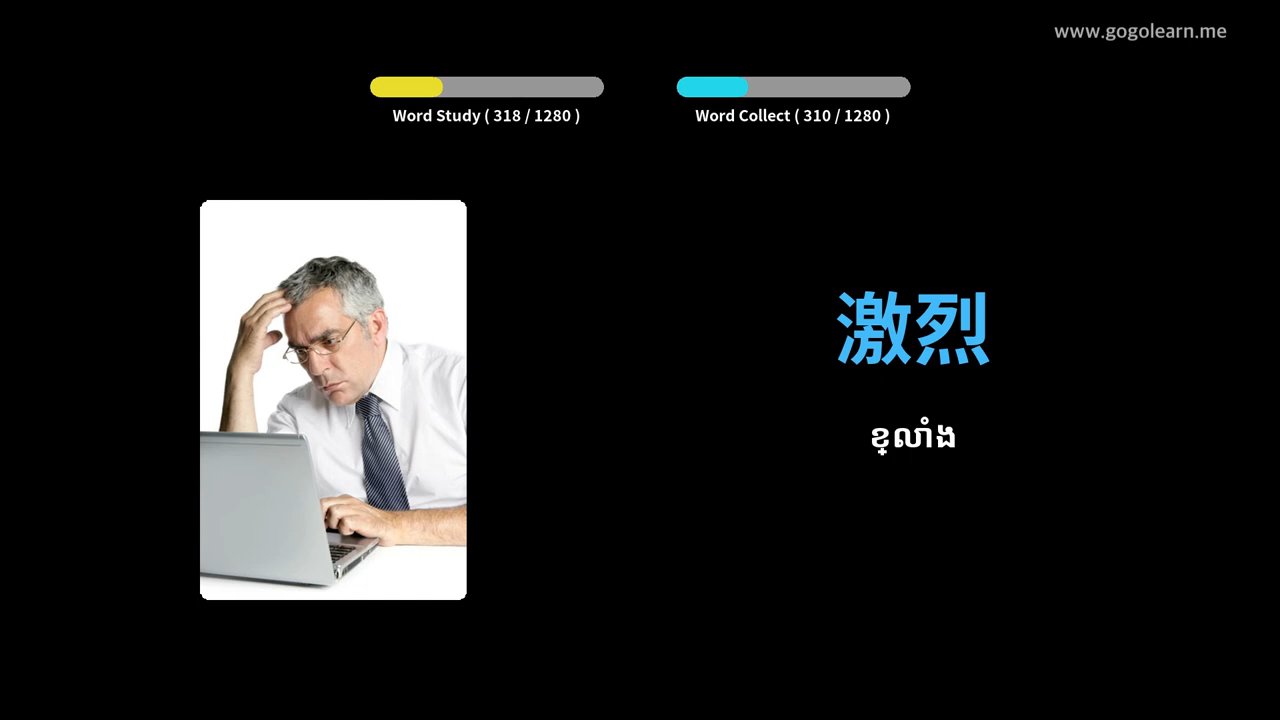 www.gogolearn.me
Word Study ( 318 / 1280 )
Word Collect ( 310 / 1280 )
激烈
ខ្លាំង